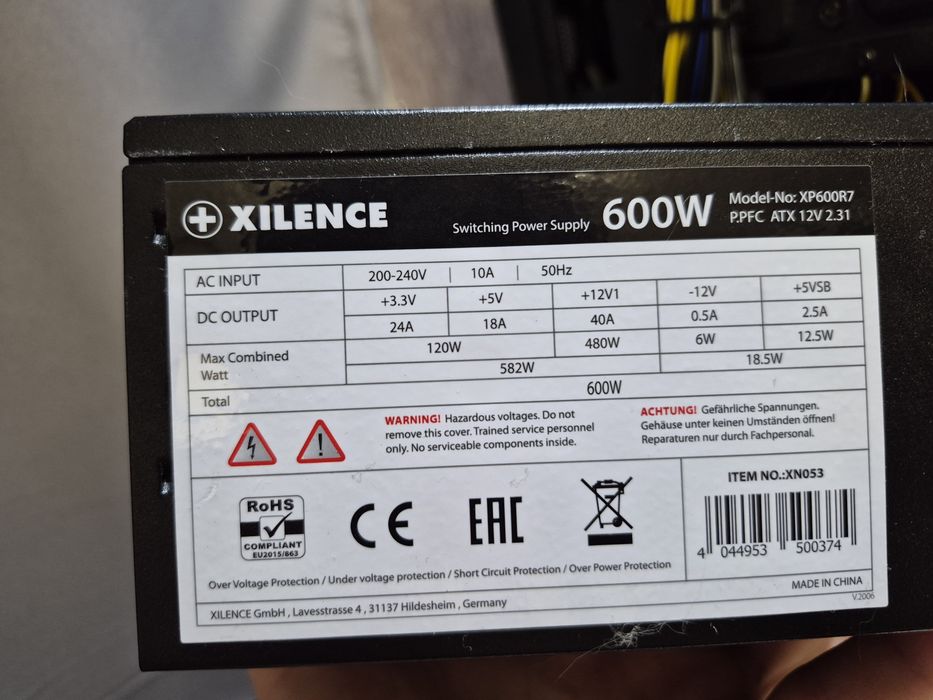 XILENCE
Switching Power Supply 600W
Model-No: XP600R7
P.PFC ATX 12V 2.31
AC INPUT 200-240V | 10A | 50Hz
DC OUTPUT +3.3V +5V +12V1 -12V +5VSB
24A 18A 40A 0.5A 2.5A
Max Combined Watt 120W 480W 6W 12.5W
582W 18.5W
Total 600W
WARNING! Hazardous voltages. Do not
remove this cover. Trained service personnel
only. No serviceable components inside.
ACHTUNG! Gefährliche Spannungen.
Gehäuse unter keinen Umständen öffnen!
Reparaturen nur durch Fachpersonal.
RoHS
COMPLIANT
EU2015/863
CE
EAC
ITEM NO.:XN053
4 044953 500374
Over Voltage Protection / Under voltage protection / Short Circuit Protection / Over Power Protection
XILENCE GmbH , Lavesstrasse 4 , 31137 Hildesheim , Germany
MADE IN CHINA
V.2006